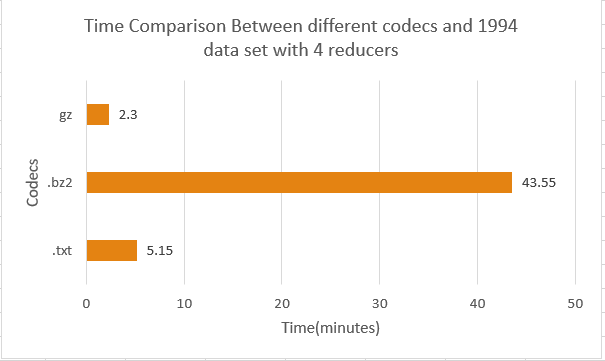 Time Comparison Between different codecs and 1994
data set with 4 reducers
gz
2.3
Codecs
.bz2
43.55
.txt
5.15
0 10 20 30 40 50
Time(minutes)